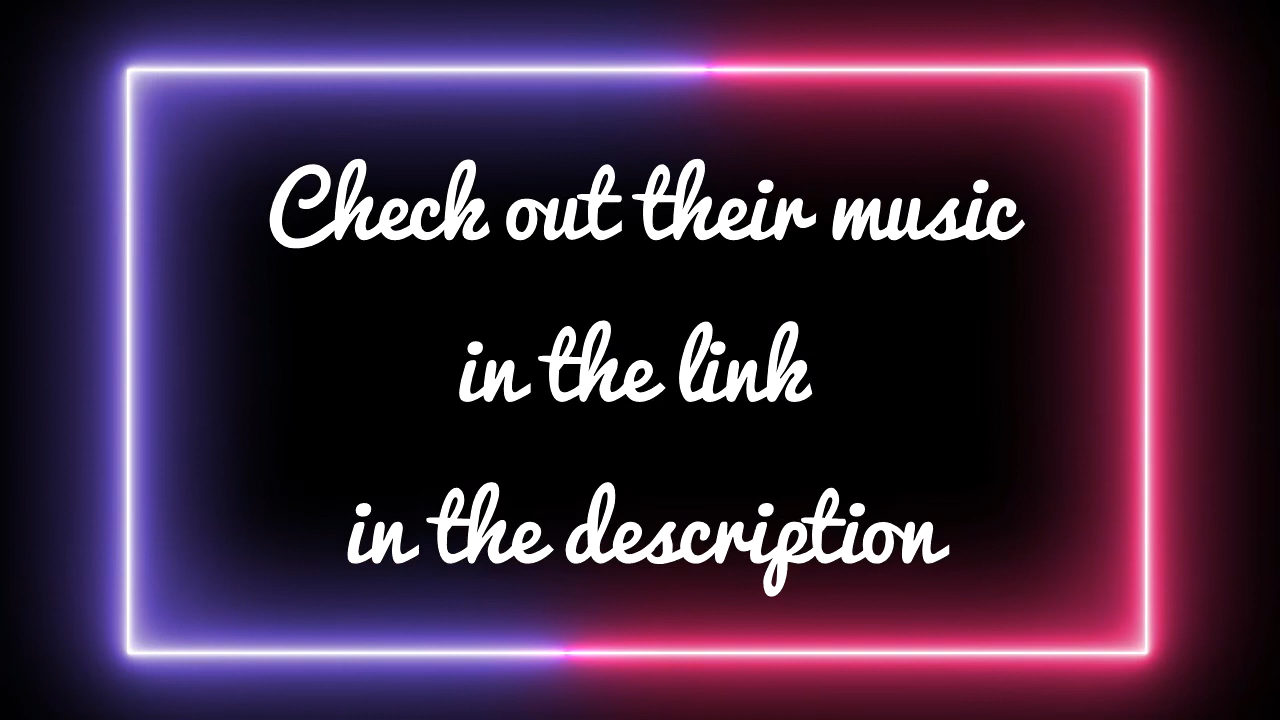 Check out their music
in the link
in the description